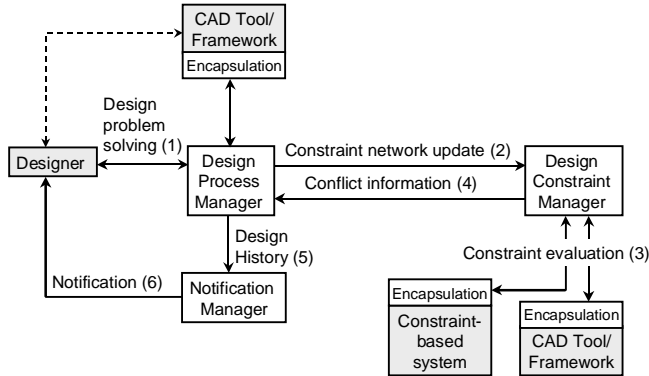 CAD Tool/
Framework
Encapsulation
Design
problem
solving (1)
Designer
Design
Process
Manager
Constraint network update (2)
Conflict information (4)
Design
Constraint
Manager
Design
History (5)
Constraint evaluation (3)
Notification (6)
Notification
Manager
Encapsulation
Constraint-
based
system
Encapsulation
CAD Tool/
Framework